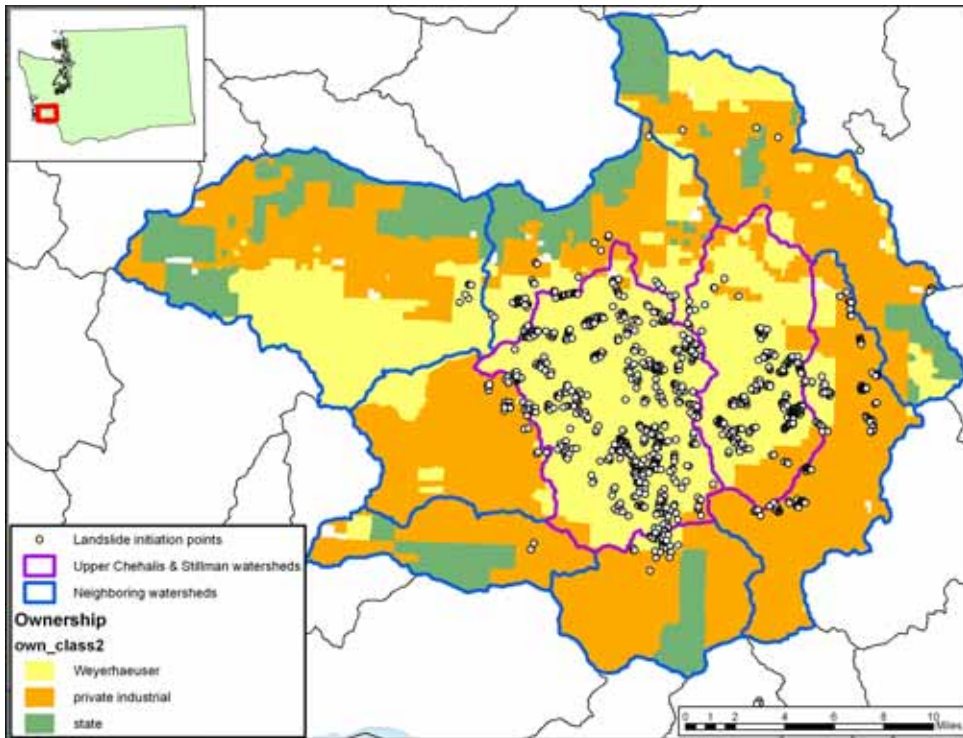 Landslide initiation points
Upper Chehalis & Stillman watersheds
Neighboring watersheds
Ownership
own_class2
Weyerhaeuser
private industrial
state
0 1 2 4 6 8 10
Miles